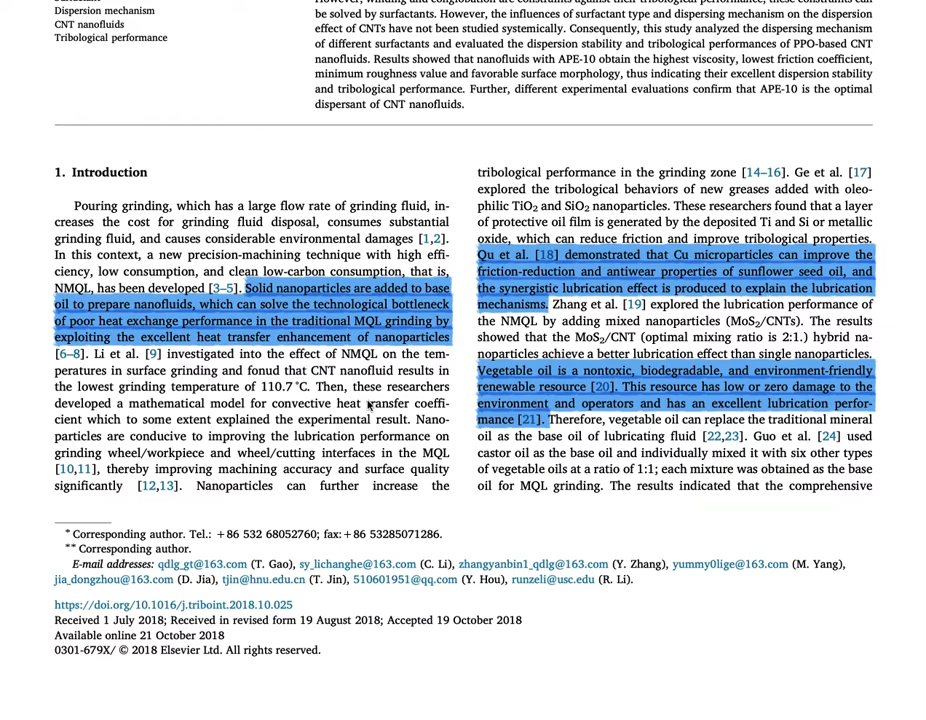 Dispersion mechanism
CNT nanofluids
Tribological performance
However, winding and conglobation are constraints against their tribological performance, these constraints can
be solved by surfactants. However, the influences of surfactant type and dispersing mechanism on the dispersion
effect of CNTs have not been studied systemically. Consequently, this study analyzed the dispersing mechanism
of different surfactants and evaluated the dispersion stability and tribological performances of PPO-based CNT
nanofluids. Results showed that nanofluids with APE-10 obtain the highest viscosity, lowest friction coefficient,
minimum roughness value and favorable surface morphology, thus indicating their excellent dispersion stability
and tribological performance. Further, different experimental evaluations confirm that APE-10 is the optimal
dispersant of CNT nanofluids.
1. Introduction
Pouring grinding, which has a large flow rate of grinding fluid, in-
creases the cost for grinding fluid disposal, consumes substantial
grinding fluid, and causes considerable environmental damages [1,2].
In this context, a new precision-machining technique with high effi-
ciency, low consumption, and clean low-carbon consumption, that is,
NMQL, has been developed [3–5]. Solid nanoparticles are added to base
oil to prepare nanofluids, which can solve the technological bottleneck
of poor heat exchange performance in the traditional MQL grinding by
exploiting the excellent heat transfer enhancement of nanoparticles
[6–8]. Li et al. [9] investigated into the effect of NMQL on the tem-
peratures in surface grinding and fonud that CNT nanofluid results in
the lowest grinding temperature of 110.7 °C. Then, these researchers
developed a mathematical model for convective heat transfer coeffi-
cient which to some extent explained the experimental result. Nano-
particles are conducive to improving the lubrication performance on
grinding wheel/workpiece and wheel/cutting interfaces in the MQL
[10,11], thereby improving machining accuracy and surface quality
significantly [12,13]. Nanoparticles can further increase the
tribological performance in the grinding zone [14–16]. Ge et al. [17]
explored the tribological behaviors of new greases added with oleo-
philic TiO2 and SiO2 nanoparticles. These researchers found that a layer
of protective oil film is generated by the deposited Ti and Si or metallic
oxide, which can reduce friction and improve tribological properties.
Qu et al. [18] demonstrated that Cu microparticles can improve the
friction-reduction and antiwear properties of sunflower seed oil, and
the synergistic lubrication effect is produced to explain the lubrication
mechanisms. Zhang et al. [19] explored the lubrication performance of
the NMQL by adding mixed nanoparticles (MoS2/CNTs). The results
showed that the MoS2/CNT (optimal mixing ratio is 2:1.) hybrid na-
noparticles achieve a better lubrication effect than single nanoparticles.
Vegetable oil is a nontoxic, biodegradable, and environment-friendly
renewable resource [20]. This resource has low or zero damage to the
environment and operators and has an excellent lubrication perfor-
mance [21]. Therefore, vegetable oil can replace the traditional mineral
oil as the base oil of lubricating fluid [22,23]. Guo et al. [24] used
castor oil as the base oil and individually mixed it with six other types
of vegetable oils at a ratio of 1:1; each mixture was obtained as the base
oil for MQL grinding. The results indicated that the comprehensive
* Corresponding author. Tel.: +86 532 68052760; fax:+86 53285071286.
** Corresponding author.
E-mail addresses: qdlg_gt@163.com (T. Gao), sy_lichanghe@163.com (C. Li), zhangyanbin1_qdlg@163.com (Y. Zhang), yummy0lige@163.com (M. Yang),
jia_dongzhou@163.com (D. Jia), tjin@hnu.edu.cn (T. Jin), 510601951@qq.com (Y. Hou), runzeli@usc.edu (R. Li).
https://doi.org/10.1016/j.triboint.2018.10.025
Received 1 July 2018; Received in revised form 19 August 2018; Accepted 19 October 2018
Available online 21 October 2018
0301-679X/ © 2018 Elsevier Ltd. All rights reserved.